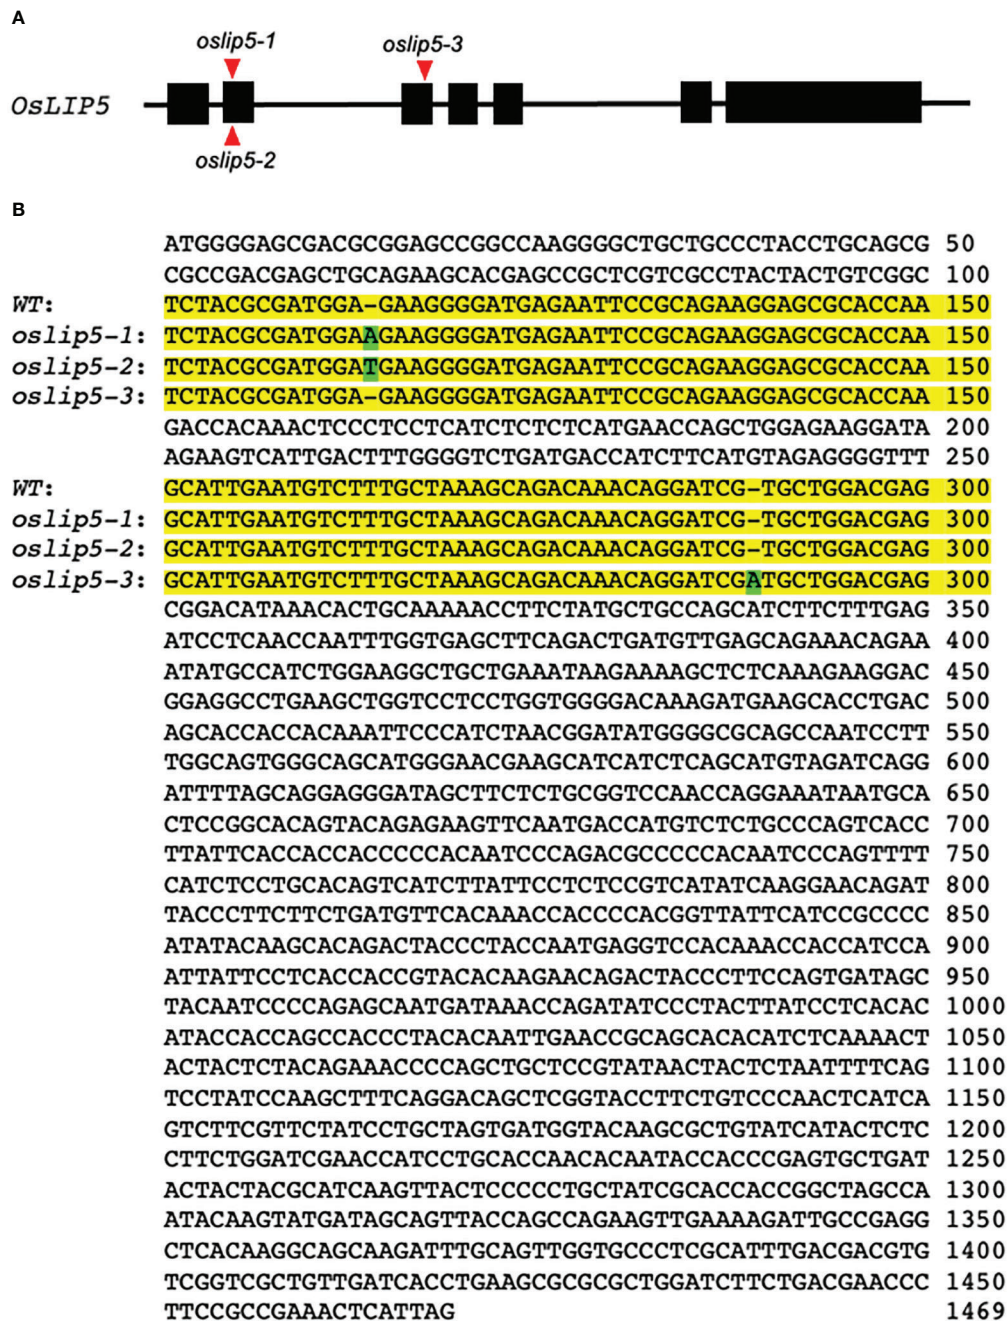 A
oslip5-1
oslip5-3
OsLIP5
oslip5-2
B
ATGGGGAGCGACGCGGAGCCGGCCAAGGGGCTGCTGCCCTACCTGCAGCG 50
CGCCGACGAGCTGCAGAAGCACGAGCCGCTCGTCGCCTACTACTGTCGGC 100
WT: TCTACGCGATGGA-GAAGGGGATGAGAATTCCGCAGAAGGAGCGCACCAA 150
oslip5-1: TCTACGCGATGGAAGAAGGGGATGAGAATTCCGCAGAAGGAGCGCACCAA 150
oslip5-2: TCTACGCGATGGATGAAGGGGATGAGAATTCCGCAGAAGGAGCGCACCAA 150
oslip5-3: TCTACGCGATGGA-GAAGGGGATGAGAATTCCGCAGAAGGAGCGCACCAA 150
GACCACAAACTCCCTCCTCATCTCTCTCATGAACCAGCTGGAGAAGGATA 200
AGAAGTCATTGACTTTGGGGTCTGATGACCATCTTCATGTAGAGGGGTTT 250
WT: GCATTGAATGTCTTTGCTAAAGCAGACAAACAGGATCG-TGCTGGACGAG 300
oslip5-1: GCATTGAATGTCTTTGCTAAAGCAGACAAACAGGATCG-TGCTGGACGAG 300
oslip5-2: GCATTGAATGTCTTTGCTAAAGCAGACAAACAGGATCG-TGCTGGACGAG 300
oslip5-3: GCATTGAATGTCTTTGCTAAAGCAGACAAACAGGATCGATGCTGGACGAG 300
CGGACATAAACACTGCAAAAACCTTCTATGCTGCCAGCATCTTCTTTGAG 350
ATCCTCAACCAATTTGGTGAGCTTCAGACTGATGTTGAGCAGAAACAGAA 400
ATATGCCATCTGGAAGGCTGCTGAAATAAGAAAAGCTCTCAAAGAAGGAC 450
GGAGGCCTGAAGCTGGTCCTCCTGGTGGGGACAAAGATGAAGCACCTGAC 500
AGCACCACCACAAATTCCCATCTAACGGATATGGGGCGCAGCCAATCCTT 550
TGGCAGTGGGCAGCATGGGAACGAAGCATCATCTCAGCATGTAGATCAGG 600
ATTTTAGCAGGAGGGATAGCTTCTCTGCGGTCCAACCAGGAAATAATGCA 650
CTCCGGCACAGTACAGAGAAGTTCAATGACCATGTCTCTGCCCAGTCACC 700
TTATTCACCACCACCCCCACAATCCCAGACGCCCCCACAATCCCAGTTTT 750
CATCTCCTGCACAGTCATCTTATTCCTCTCCGTCATATCAAGGAACAGAT 800
TACCCTTCTTCTGATGTTCACAAACCACCCCACGGTTATTCATCCGCCCC 850
ATATACAAGCACAGACTACCCTACCAATGAGGTCCACAAACCACCATCCA 900
ATTATTCCTCACCACCGTACACAAGAACAGACTACCCTTCCAGTGATAGC 950
TACAATCCCCAGAGCAATGATAAACCAGATATCCCTACTTATCCTCACAC 1000
ATACCACCAGCCACCCTACACAATTGAACCGCAGCACACATCTCAAAACT 1050
ACTACTCTACAGAAACCCCAGCTGCTCCGTATAACTACTCTAATTTTCAG 1100
TCCTATCCAAGCTTTCAGGACAGCTCGGTACCTTCTGTCCCAACTCATCA 1150
GTCTTCGTTCTATCCTGCTAGTGATGGTACAAGCGCTGTATCATACTCTC 1200
CTTCTGGATCGAACCATCCTGCACCAACACAATACCACCCGAGTGCTGAT 1250
ACTACTACGCATCAAGTTACTCCCCCTGCTATCGCACCACCGGCTAGCCA 1300
ATACAAGTATGATAGCAGTTACCAGCCAGAAGTTGAAAAGATTGCCGAGG 1350
CTCACAAGGCAGCAAGATTTGCAGTTGGTGCCCTCGCATTTGACGACGTG 1400
TCGGTCGCTGTTGATCACCTGAAGCGCGCGCTGGATCTTCTGACGAACCC 1450
TTCCGCCGAAACTCATTAG 1469